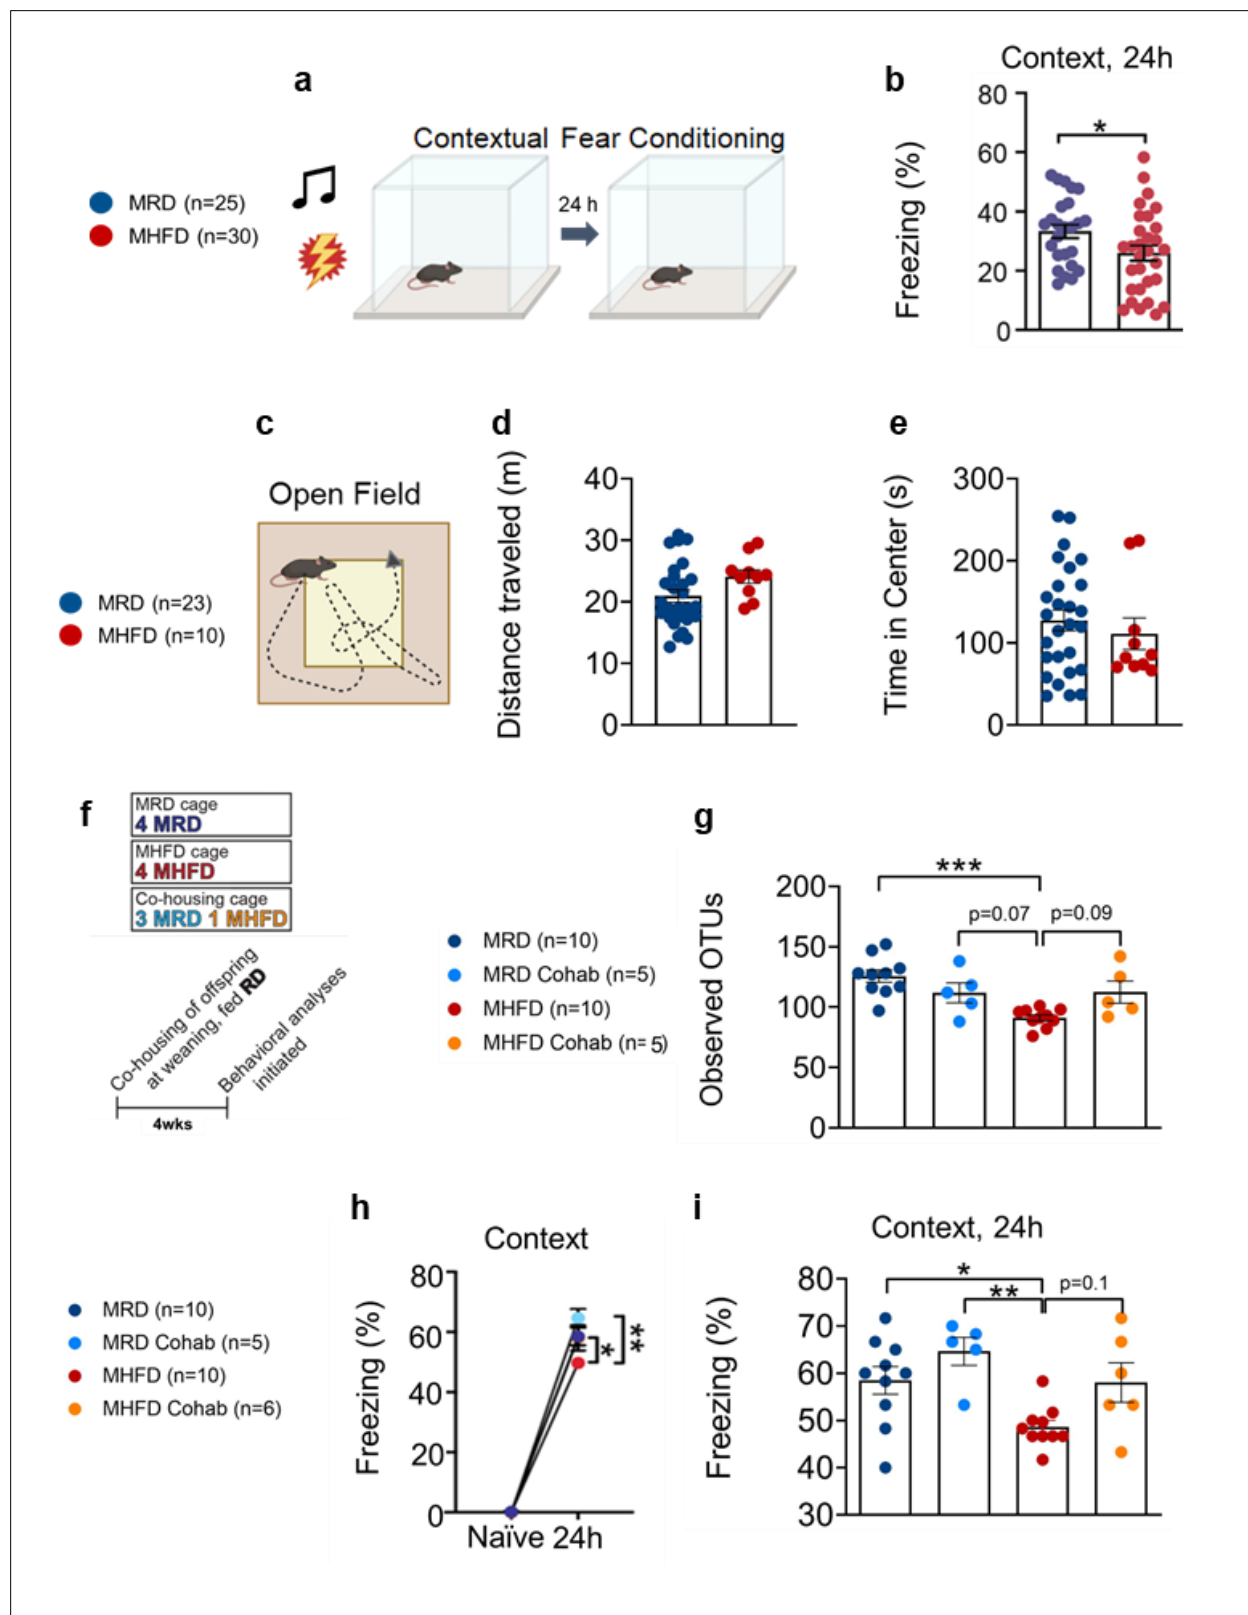 a
Contextual Fear Conditioning
MRD (n=25)
MHFD (n=30)
24 h
b
Context, 24h
Freezing (%)
80
60
40
20
0
*
c
Open Field
MRD (n=23)
MHFD (n=10)
d
Distance traveled (m)
40
30
20
10
0
e
Time in Center (s)
300
200
100
0
f
MRD cage
4 MRD
MHFD cage
4 MHFD
Co-housing cage
3 MRD 1 MHFD
Co-housing of offspring
at weaning, fed RD
Behavioral analyses
initiated
4wks
MRD (n=10)
MRD Cohab (n=5)
MHFD (n=10)
MHFD Cohab (n=5)
g
Observed OTUs
200
150
100
50
0
***
p=0.07
p=0.09
MRD (n=10)
MRD Cohab (n=5)
MHFD (n=10)
MHFD Cohab (n=6)
h
Context
Freezing (%)
80
60
40
20
0
*
**
Naïve 24h
i
Context, 24h
Freezing (%)
80
70
60
50
40
30
*
**
p=0.1